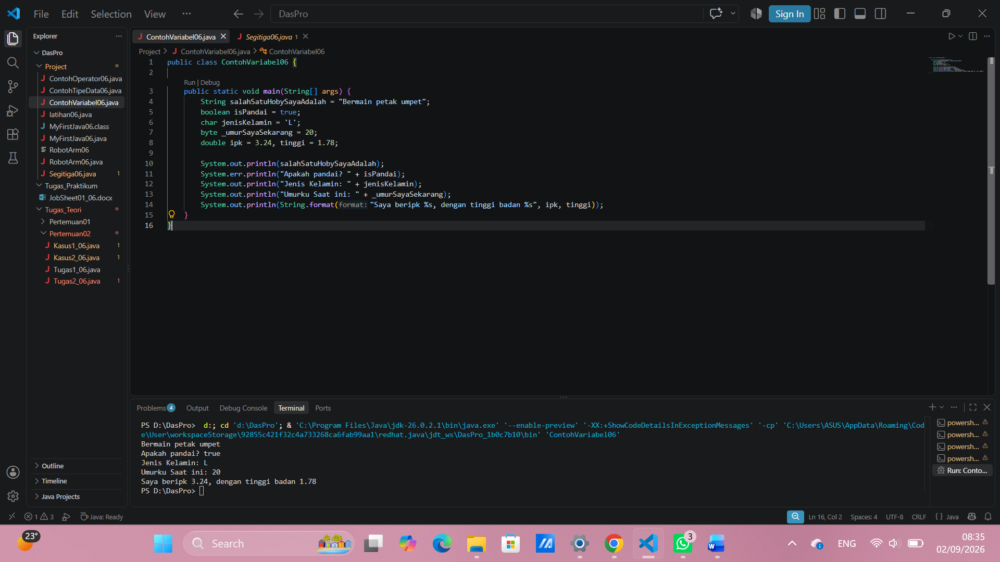 File Edit Selection View ··· DasPro Sign In
Explorer ···
DasPro
Project
ContohOperator06.java
ContohTipeData06.java
ContohVariabel06.java
latihan06.java
MyFirstJava06.class
MyFirstJava06.java
RobotArm06
RobotArm06.java
Segitiga06.java 1
Tugas_Praktikum
JobSheet01_06.docx
Tugas_Teori
Pertemuan01
Pertemuan02
Kasus1_06.java 1
Kasus2_06.java 1
Tugas1_06.java
Tugas2_06.java 1
Outline
Timeline
Java Projects
ContohVariabel06.java Segitiga06.java 1
Project > ContohVariabel06.java > ContohVariabel06
1 public class ContohVariabel06 {
2
Run | Debug
3 public static void main(String[] args) {
4 String salahSatuHobySayaAdalah = "Bermain petak umpet";
5 boolean isPandai = true;
6 char jenisKelamin = 'L';
7 byte _umurSayaSekarang = 20;
8 double ipk = 3.24, tinggi = 1.78;
9
10 System.out.println(salahSatuHobySayaAdalah);
11 System.err.println("Apakah pandai? " + isPandai);
12 System.out.println("Jenis Kelamin: " + jenisKelamin);
13 System.out.println("Umurku Saat ini: " + _umurSayaSekarang);
14 System.out.println(String.format(format: "Saya beripk %s, dengan tinggi badan %s", ipk, tinggi));
15 }
16 }
Problems 4 Output Debug Console Terminal Ports
PS D:\DasPro> d:; cd 'd:\DasPro'; & 'C:\Program Files\Java\jdk-26.0.2.1\bin\java.exe' '--enable-preview' '-XX:+ShowCodeDetailsInExceptionMessages' '-cp' 'C:\Users\ASUS\AppData\Roaming\Cod
e\User\workspaceStorage\92855c421f32c4a733268ca6fab99aa1\redhat.java\jdt_ws\DasPro_1b0c7b10\bin' 'ContohVariabel06'
Bermain petak umpet
Apakah pandai? true
Jenis Kelamin: L
Umurku Saat ini: 20
Saya beripk 3.24, dengan tinggi badan 1.78
PS D:\DasPro>
powersh...
powersh...
powersh...
powersh...
Run: Conto...
1 3 Java: Ready Ln 16, Col 2 Spaces: 4 UTF-8 CRLF {} Java
23° Search 3 ENG 08:35
02/09/2026